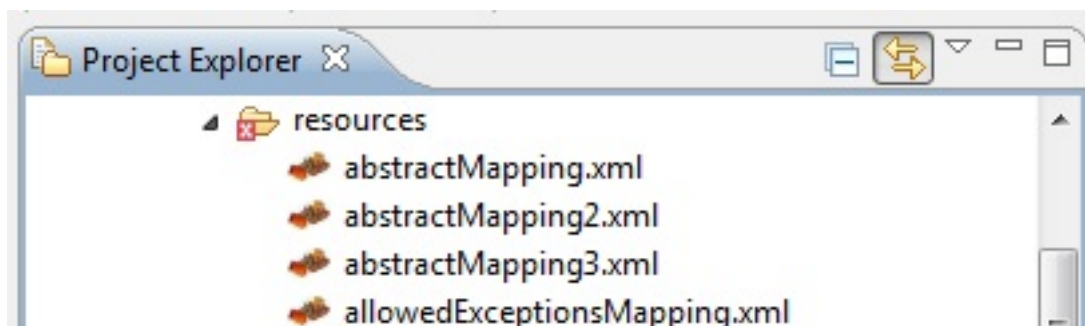 Project Explorer
resources
abstractMapping.xml
abstractMapping2.xml
abstractMapping3.xml
allowedExceptionsMapping.xml